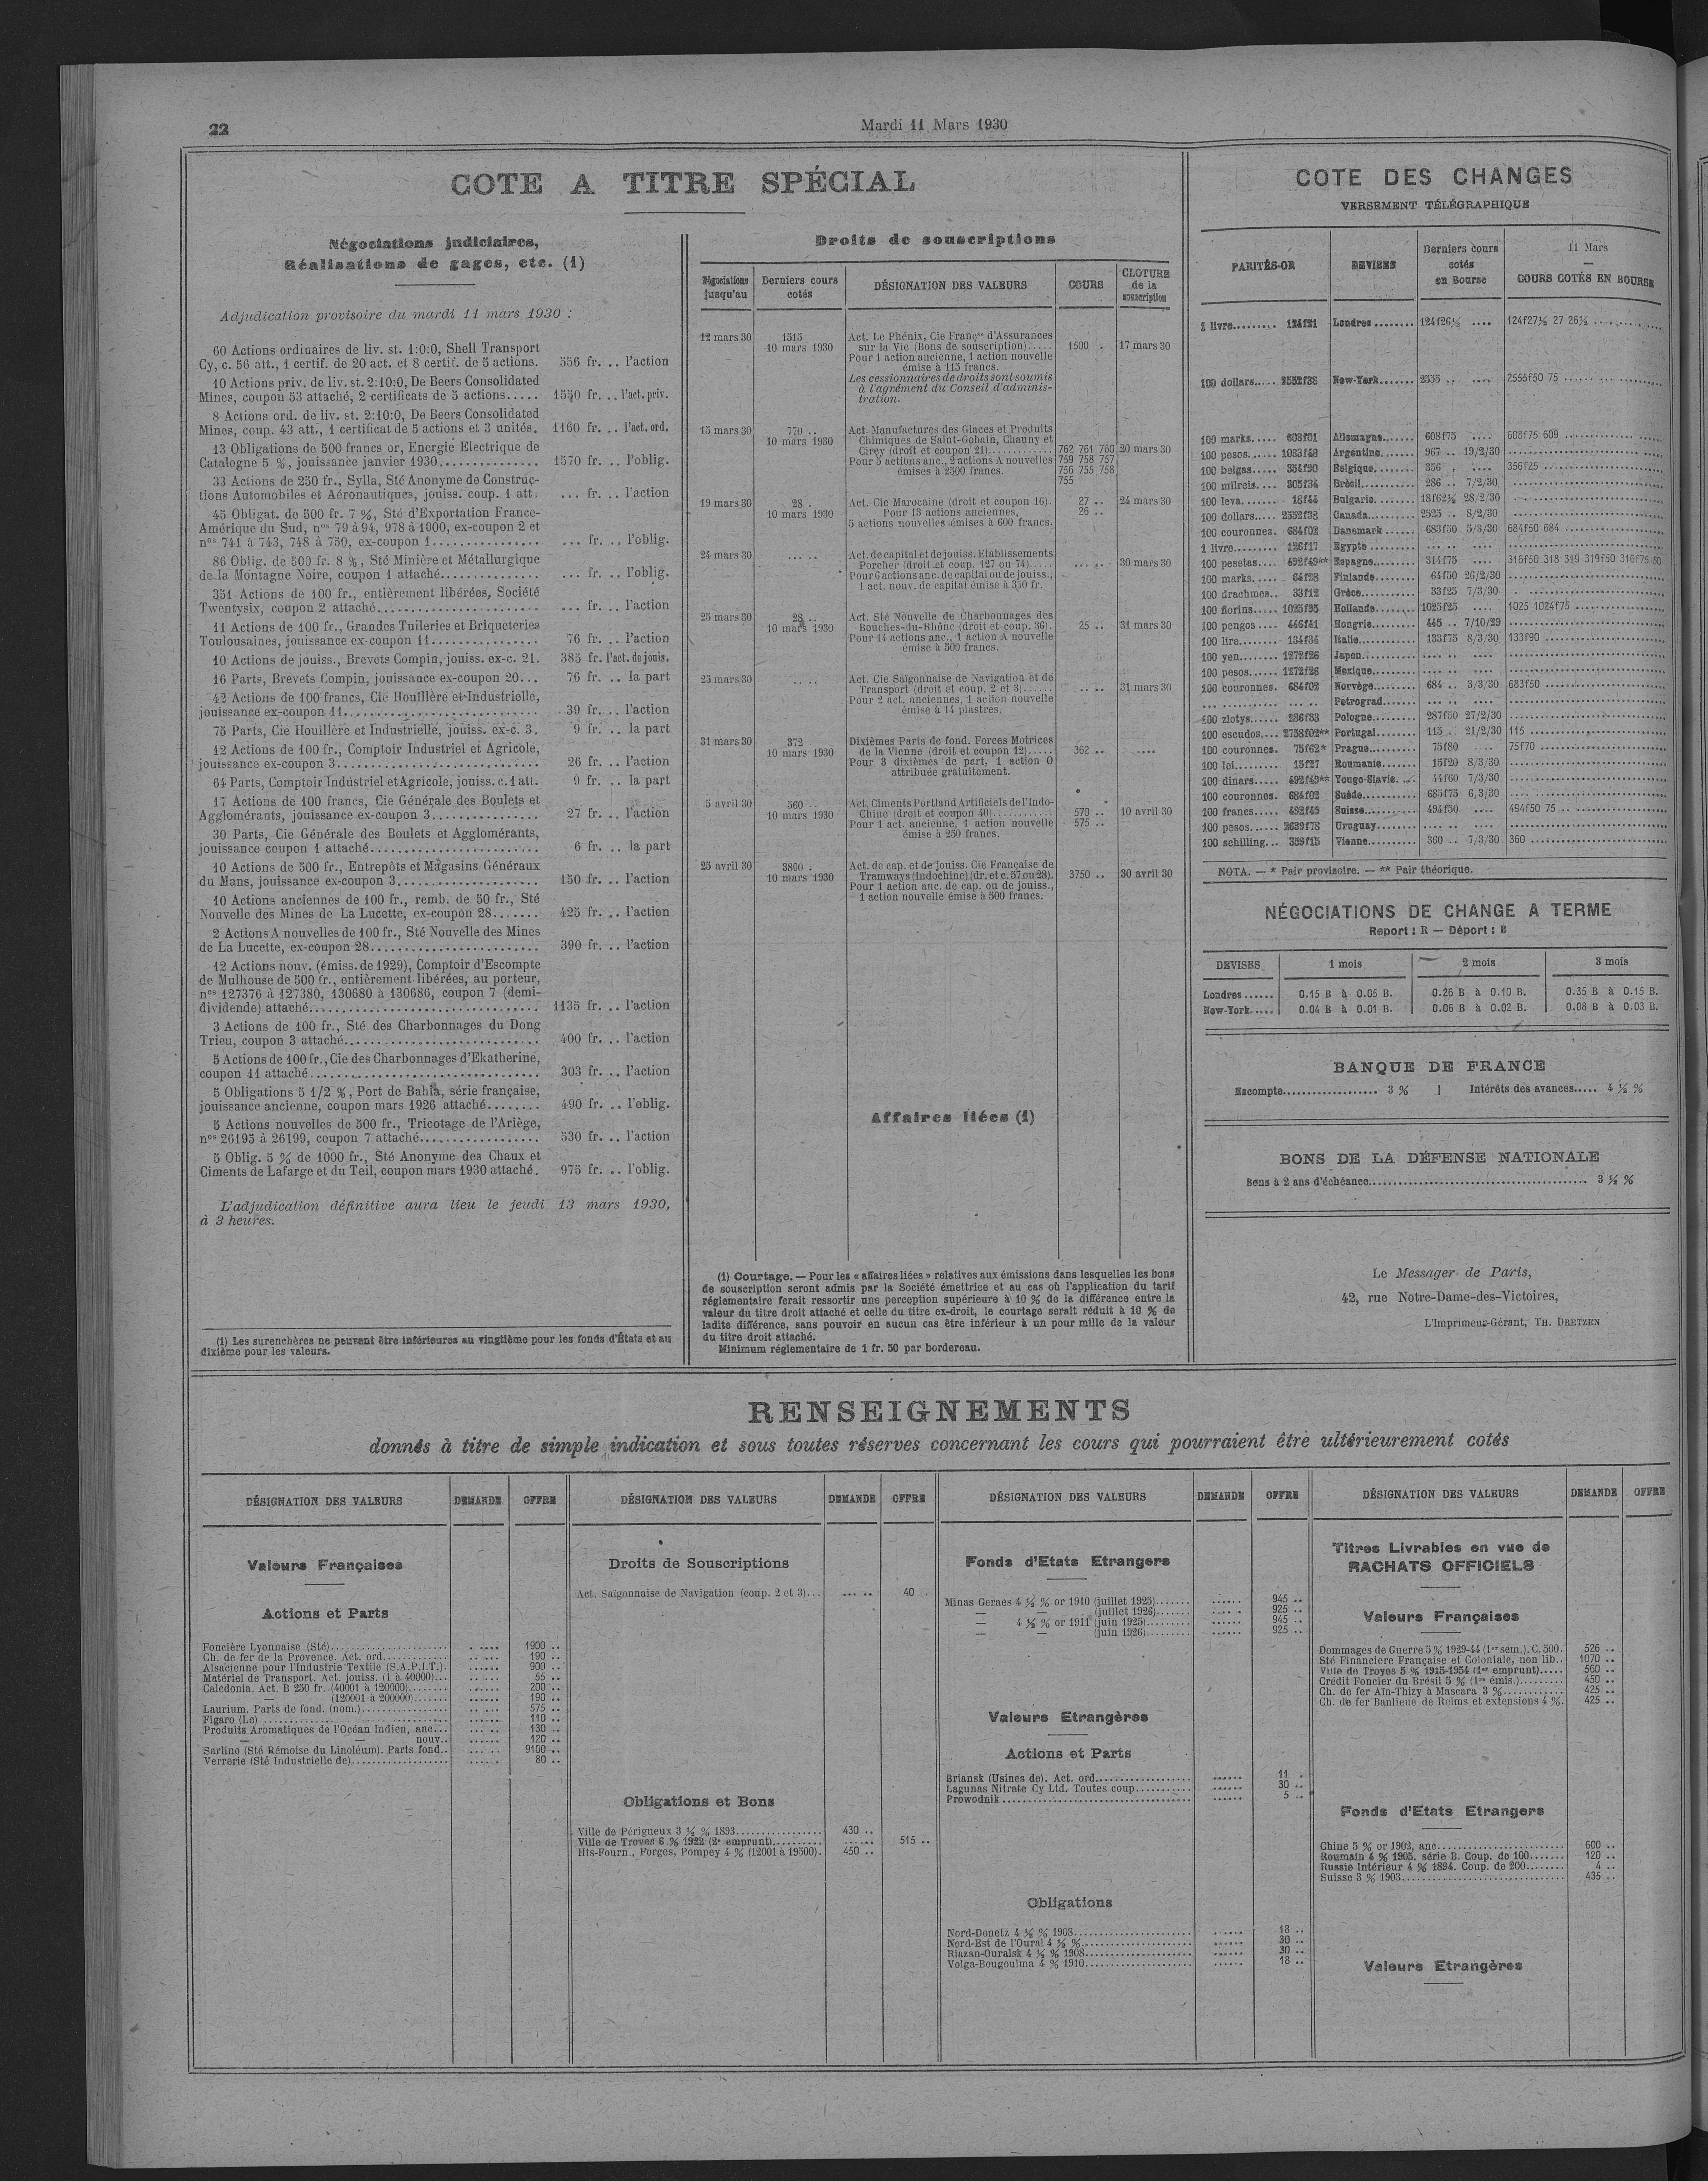 22
Mardi 11 Mars 1930
COTE A TITRE SPÉCIAL
Négociations judiciaires,
Réalisations de gages, etc. (1)
Adjudication provisoire du mardi 11 mars 1930 :
60 Actions ordinaires de liv. st. 1:0:0, Shell Transport
Cy, c. 56 att., 1 certif. de 20 act. et 8 certif. de 5 actions. 556 fr. .. l'action
10 Actions priv. de liv. st. 2:10:0, De Beers Consolidated
Mines, coupon 53 attaché, 2 certificats de 5 actions..... 1550 fr. .. l'act. priv.
8 Actions ord. de liv. st. 2:10:0, De Beers Consolidated
Mines, coup. 43 att., 1 certificat de 5 actions et 3 unités. 1160 fr. .. l'act. ord.
13 Obligations de 500 francs or, Energie Electrique de
Catalogne 5 %, jouissance janvier 1930............... 1570 fr. .. l'oblig.
33 Actions de 250 fr., Sylla, Sté Anonyme de Construc-
tions Automobiles et Aéronautiques, jouiss. coup. 1 att. ... fr. .. l'action
45 Obligat. de 500 fr. 7 %, Sté d'Exportation France-
Amérique du Sud, nos 79 à 94, 978 à 1000, ex-coupon 2 et
nos 741 à 743, 748 à 750, ex-coupon 1................ ... fr. .. l'oblig.
86 Oblig. de 500 fr. 8 %, Sté Minière et Métallurgique
de la Montagne Noire, coupon 1 attaché............... ... fr. .. l'oblig.
351 Actions de 100 fr., entièrement libérées, Société
Twentysix, coupon 2 attaché........................ ... fr. .. l'action
11 Actions de 100 fr., Grandes Tuileries et Briqueteries
Toulousaines, jouissance ex-coupon 11................ 76 fr. .. l'action
10 Actions de jouiss., Brevets Compin, jouiss. ex-c. 21. 385 fr. l'act. de jouis.
16 Parts, Brevets Compin, jouissance ex-coupon 20... 76 fr. .. la part
42 Actions de 100 francs, Cie Houillère et Industrielle,
jouissance ex-coupon 11............................. 39 fr. .. l'action
75 Parts, Cie Houillère et Industrielle, jouiss. ex-c. 3. 9 fr. .. la part
12 Actions de 100 fr., Comptoir Industriel et Agricole,
jouissance ex-coupon 3.............................. 26 fr. .. l'action
64 Parts, Comptoir Industriel et Agricole, jouiss. c. 1 att. 9 fr. .. la part
17 Actions de 100 francs, Cie Générale des Boulets et
Agglomérants, jouissance ex-coupon 3................ 27 fr. .. l'action
30 Parts, Cie Générale des Boulets et Agglomérants,
jouissance coupon 1 attaché......................... 6 fr. .. la part
10 Actions de 500 fr., Entrepôts et Magasins Généraux
du Mans, jouissance ex-coupon 3..................... 150 fr. .. l'action
10 Actions anciennes de 100 fr., remb. de 50 fr., Sté
Nouvelle des Mines de La Lucette, ex-coupon 28....... 425 fr. .. l'action
2 Actions A nouvelles de 100 fr., Sté Nouvelle des Mines
de La Lucette, ex-coupon 28......................... 390 fr. .. l'action
12 Actions nouv. (émiss. de 1929), Comptoir d'Escompte
de Mulhouse de 500 fr., entièrement libérées, au porteur,
nos 127376 à 127380, 130680 à 130686, coupon 7 (demi-
dividende) attaché.................................. 1135 fr. .. l'action
3 Actions de 100 fr., Sté des Charbonnages du Dong
Trieu, coupon 3 attaché............................. 400 fr. .. l'action
5 Actions de 100 fr., Cie des Charbonnages d'Ekatherine,
coupon 11 attaché................................... 303 fr. .. l'action
5 Obligations 5 1/2 %, Port de Bahia, série française,
jouissance ancienne, coupon mars 1926 attaché........ 490 fr. .. l'oblig.
5 Actions nouvelles de 500 fr., Tricotage de l'Ariège,
nos 26195 à 26199, coupon 7 attaché.................. 530 fr. .. l'action
5 Oblig. 5 % de 1000 fr., Sté Anonyme des Chaux et
Ciments de Lafarge et du Teil, coupon mars 1930 attaché. 975 fr. .. l'oblig.
L'adjudication définitive aura lieu le jeudi 13 mars 1930,
à 3 heures.
(1) Les surenchères ne peuvent être inférieures au vingtième pour les fonds d'États et au
dixième pour les valeurs.
Droits de souscriptions
Négociations jusqu'au | Derniers cours cotés | DÉSIGNATION DES VALEURS | COURS | CLOTURE de la souscription
12 mars 30 1515 Act. Le Phénix, Cie Françse d'Assurances
10 mars 1930 sur la Vie (Bons de souscription)..... 1500 . 17 mars 30
Pour 1 action ancienne, 1 action nouvelle
émise à 115 francs.
Les cessionnaires de droits sont soumis
à l'agrément du Conseil d'adminis-
tration.
15 mars 30 770 .. Act. Manufactures des Glaces et Produits
10 mars 1930 Chimiques de Saint-Gobain, Chauny et
Cirey (droit et coupon 21)............ 762 761 760 20 mars 30
Pour 5 actions anc., 2 actions A nouvelles 759 758 757
émises à 2500 francs. 756 755 758
755
19 mars 30 28 . Act. Cie Marocaine (droit et coupon 16). 27 .. 24 mars 30
10 mars 1930 Pour 13 actions anciennes, 26 ..
5 actions nouvelles émises à 600 francs.
24 mars 30 .... .. Act. de capital et de jouiss. Etablissements
Porcher (droit et coup. 127 ou 74)..... ... .. 30 mars 30
Pour 6 actions anc. de capital ou de jouiss.,
1 act. nouv. de capital émise à 350 fr.
25 mars 30 28 .. Act. Sté Nouvelle de Charbonnages des
10 mars 1930 Bouches-du-Rhône (droit et coup. 36). 25 .. 31 mars 30
Pour 14 actions anc., 1 action A nouvelle
émise à 500 francs.
25 mars 30 .. .. Act. Cie Saïgonnaise de Navigation et de
Transport (droit et coup. 2 et 3)...... .. .. 31 mars 30
Pour 2 act. anciennes, 1 action nouvelle
émise à 14 piastres.
31 mars 30 372 Dixièmes Parts de fond. Forces Motrices
10 mars 1930 de la Vienne (droit et coupon 12)..... 362 .. ....
Pour 3 dixièmes de part, 1 action O
attribuée gratuitement.
5 avril 30 560 .. Act. Ciments Portland Artificiels de l'Indo-
10 mars 1930 Chine (droit et coupon 40)............ 570 .. 10 avril 30
Pour 1 act. ancienne, 1 action nouvelle 575 ..
émise à 250 francs.
25 avril 30 3800 . Act. de cap. et de jouiss. Cie Française de
10 mars 1930 Tramways (Indochine) (dr. et c. 57 ou 28). 3750 .. 30 avril 30
Pour 1 action anc. de cap. ou de jouiss.,
1 action nouvelle émise à 500 francs.
Affaires liées (1)
(1) Courtage. — Pour les « affaires liées » relatives aux émissions dans lesquelles les bons
de souscription seront admis par la Société émettrice et au cas où l'application du tarif
réglementaire ferait ressortir une perception supérieure à 10 % de la différence entre la
valeur du titre droit attaché et celle du titre ex-droit, le courtage serait réduit à 10 % de
ladite différence, sans pouvoir en aucun cas être inférieur à un pour mille de la valeur
du titre droit attaché.
Minimum réglementaire de 1 fr. 50 par bordereau.
COTE DES CHANGES
VERSEMENT TÉLÉGRAPHIQUE
PARITÉS-OR | DEVISES | Derniers cours cotés en Bourse | 11 Mars — COURS COTÉS EN BOURSE
1 livre......... 124f21 Londres........ 124f26½ .... 124f27½ 27 26½ ...........
100 dollars..... 2552f38 New-York....... 2555 .. .... 2555f50 75 ...............
100 marks..... 608f01 Allemagne....... 608f75 .... 608f75 609 ...............
100 pesos...... 1083f48 Argentine....... 967 .. 19/2/30
100 belgas..... 354f90 Belgique........ 356 . .... 356f25 ...................
100 milreis.... 305f34 Brésil.......... 286 .. 7/2/30
100 leva....... 18f44 Bulgarie........ 18f62½ 28/2/30
100 dollars.... 2552f38 Canada.......... 2525 .. 8/2/30
100 couronnes. 684f02 Danemark ...... 683f50 5/3/30 684f50 684 ...............
1 livre......... 126f17 Egypte ......... ... .. ....
100 pesetas.... 492f49** Espagne........ 314f75 .... 316f50 318 319 319f50 316f75 50
100 marks...... 64f28 Finlande........ 64f50 26/2/30
100 drachmes.. 33f12 Grèce........... 33f25 7/3/30
100 florins..... 1025f95 Hollande........ 1025f25 .... 1025 1024f75 .............
100 pengos .... 446f41 Hongrie......... 445 .. 7/10/29
100 lire........ 134f34 Italie.......... 133f75 8/3/30 133f90 ...................
100 yen........ 1272f26 Japon........... .... .. ....
100 pesos...... 1272f26 Mexique......... .... .. ....
100 couronnes. 684f02 Norvège......... 684 .. 3/3/30 683f50 ...................
... ............ ... .. Petrograd....... ... .. ....
100 zlotys...... 286f33 Pologne......... 287f50 27/2/30
100 escudos.... 2758f02** Portugal........ 115 .. 21/2/30 115 ......................
100 couronnes. 75f62* Prague.......... 75f80 .... 75f70 ....................
100 lei......... 15f27 Roumanie........ 15f20 8/3/30
100 dinars..... 492f49** Yougo-Slavie.... 44f60 7/3/30
100 couronnes. 684f02 Suède........... 685f75 6/3/30
100 francs..... 492f49 Suisse.......... 494f50 .... 494f50 75 ................
100 pesos...... 2639f78 Uruguay......... ... .. ....
100 schilling... 359f15 Vienne.......... 360 .. 7/3/30 360 ......................
NOTA. — * Pair provisoire. — ** Pair théorique.
NÉGOCIATIONS DE CHANGE A TERME
Report : R — Déport : B
DEVISES | 1 mois | 2 mois | 3 mois
Londres...... 0.15 B à 0.05 B. 0.26 B à 0.10 B. 0.35 B à 0.15 B.
New-York..... 0.04 B à 0.01 B. 0.06 B à 0.02 B. 0.08 B à 0.03 B.
BANQUE DE FRANCE
Escompte.................. 3 % | Intérêts des avances..... 4 ½ %
BONS DE LA DÉFENSE NATIONALE
Bons à 2 ans d'échéance.......................................... 3 ½ %
Le Messager de Paris,
42, rue Notre-Dame-des-Victoires,
L'Imprimeur-Gérant, TH. DRETZEN
RENSEIGNEMENTS
donnés à titre de simple indication et sous toutes réserves concernant les cours qui pourraient être ultérieurement cotés
DÉSIGNATION DES VALEURS | DEMANDE | OFFRE
Valeurs Françaises
Actions et Parts
Foncière Lyonnaise (Sté)....................... 1900 ..
Ch. de fer de la Provence. Act. ord............ 190 ..
Alsacienne pour l'Industrie Textile (S.A.P.I.T.). 900 ..
Matériel de Transport. Act. jouiss. (1 à 40000)... 55 ..
Caledonia. Act. B 250 fr. (40001 à 120000)....... 200 ..
— (120001 à 200000)....... 190 ..
Laurium. Parts de fond. (nom.)................. 575 ..
Figaro (Le) ................................... 110 ..
Produits Aromatiques de l'Océan Indien, anc... 130 ..
— — nouv.. 120 ..
Sarlino (Sté Rémoise du Linoléum). Parts fond.. 9100 ..
Verrerie (Sté Industrielle de)................... 80 ..
DÉSIGNATION DES VALEURS | DEMANDE | OFFRE
Droits de Souscriptions
Act. Saïgonnaise de Navigation (coup. 2 et 3)... .... .. 40 ..
Obligations et Bons
Ville de Périgueux 3 ½ % 1893................. 430 ..
Ville de Troyes 6 % 1922 (2e emprunt).......... ...... 515 ..
Hts-Fourn., Forges, Pompey 4 % (12001 à 19500). 450 ..
DÉSIGNATION DES VALEURS | DEMANDE | OFFRE
Fonds d'Etats Etrangers
Minas Geraes 4 ½ % or 1910 (juillet 1925)....... ...... 945 ..
— — (juillet 1926)....... ...... 925 ..
— 4 ½ % or 1911 (juin 1925)......... ...... 945 ..
— — (juin 1926)......... ...... 925 ..
Valeurs Etrangères
Actions et Parts
Briansk (Usines de). Act. ord................... ...... 11 .
Lagunas Nitrate Cy Ltd. Toutes coup........... ...... 30 ..
Prowodnik...................................... ...... 5 ..
Obligations
Nord-Donetz 4 ½ % 1908....................... ...... 18 ..
Nord-Est de l'Oural 4 ½ %...................... ...... 30 ..
Riazan-Ouralsk 4 ½ % 1908..................... ...... 30 ..
Volga-Bougoulma 4 % 1910..................... ...... 18 ..
DÉSIGNATION DES VALEURS | DEMANDE | OFFRE
Titres Livrables en vue de
RACHATS OFFICIELS
Valeurs Françaises
Dommages de Guerre 5 % 1929-44 (1er sem.). C. 500. 526 ..
Sté Financière Française et Coloniale, non lib.. 1070 ..
Ville de Troyes 5 % 1915-1954 (1er emprunt)..... 560 ..
Crédit Foncier du Brésil 5 % (1re émis.)......... 450 ..
Ch. de fer Aïn-Thizy à Mascara 3 %............. 425 ..
Ch. de fer Banlieue de Reims et extensions 4 %. 425 ..
Fonds d'Etats Etrangers
Chine 5 % or 1903, anc......................... 600 ..
Roumain 4 % 1905. série B. Coup. de 100....... 120 ..
Russie Intérieur 4 % 1894. Coup. de 200........ 4 ..
Suisse 3 % 1903................................ 435 ..
Valeurs Etrangères